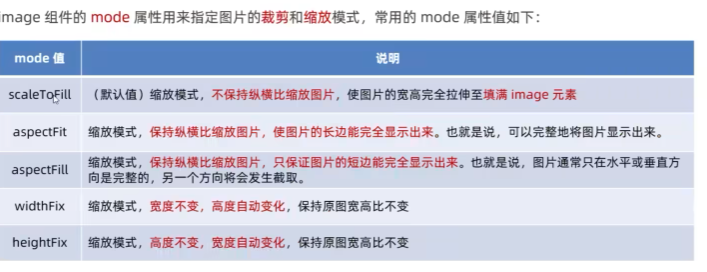 image 组件的 mode 属性用来指定图片的裁剪和缩放模式，常用的 mode 属性值如下：
mode 值 说明
scaleToFill （默认值）缩放模式，不保持纵横比缩放图片，使图片的宽高完全拉伸至填满 image 元素
aspectFit 缩放模式，保持纵横比缩放图片，使图片的长边能完全显示出来。也就是说，可以完整地将图片显示出来。
aspectFill 缩放模式，保持纵横比缩放图片，只保证图片的短边能完全显示出来。也就是说，图片通常只在水平或垂直方
向是完整的，另一个方向将会发生截取。
widthFix 缩放模式，宽度不变，高度自动变化，保持原图宽高比不变
heightFix 缩放模式，高度不变，宽度自动变化，保持原图宽高比不变